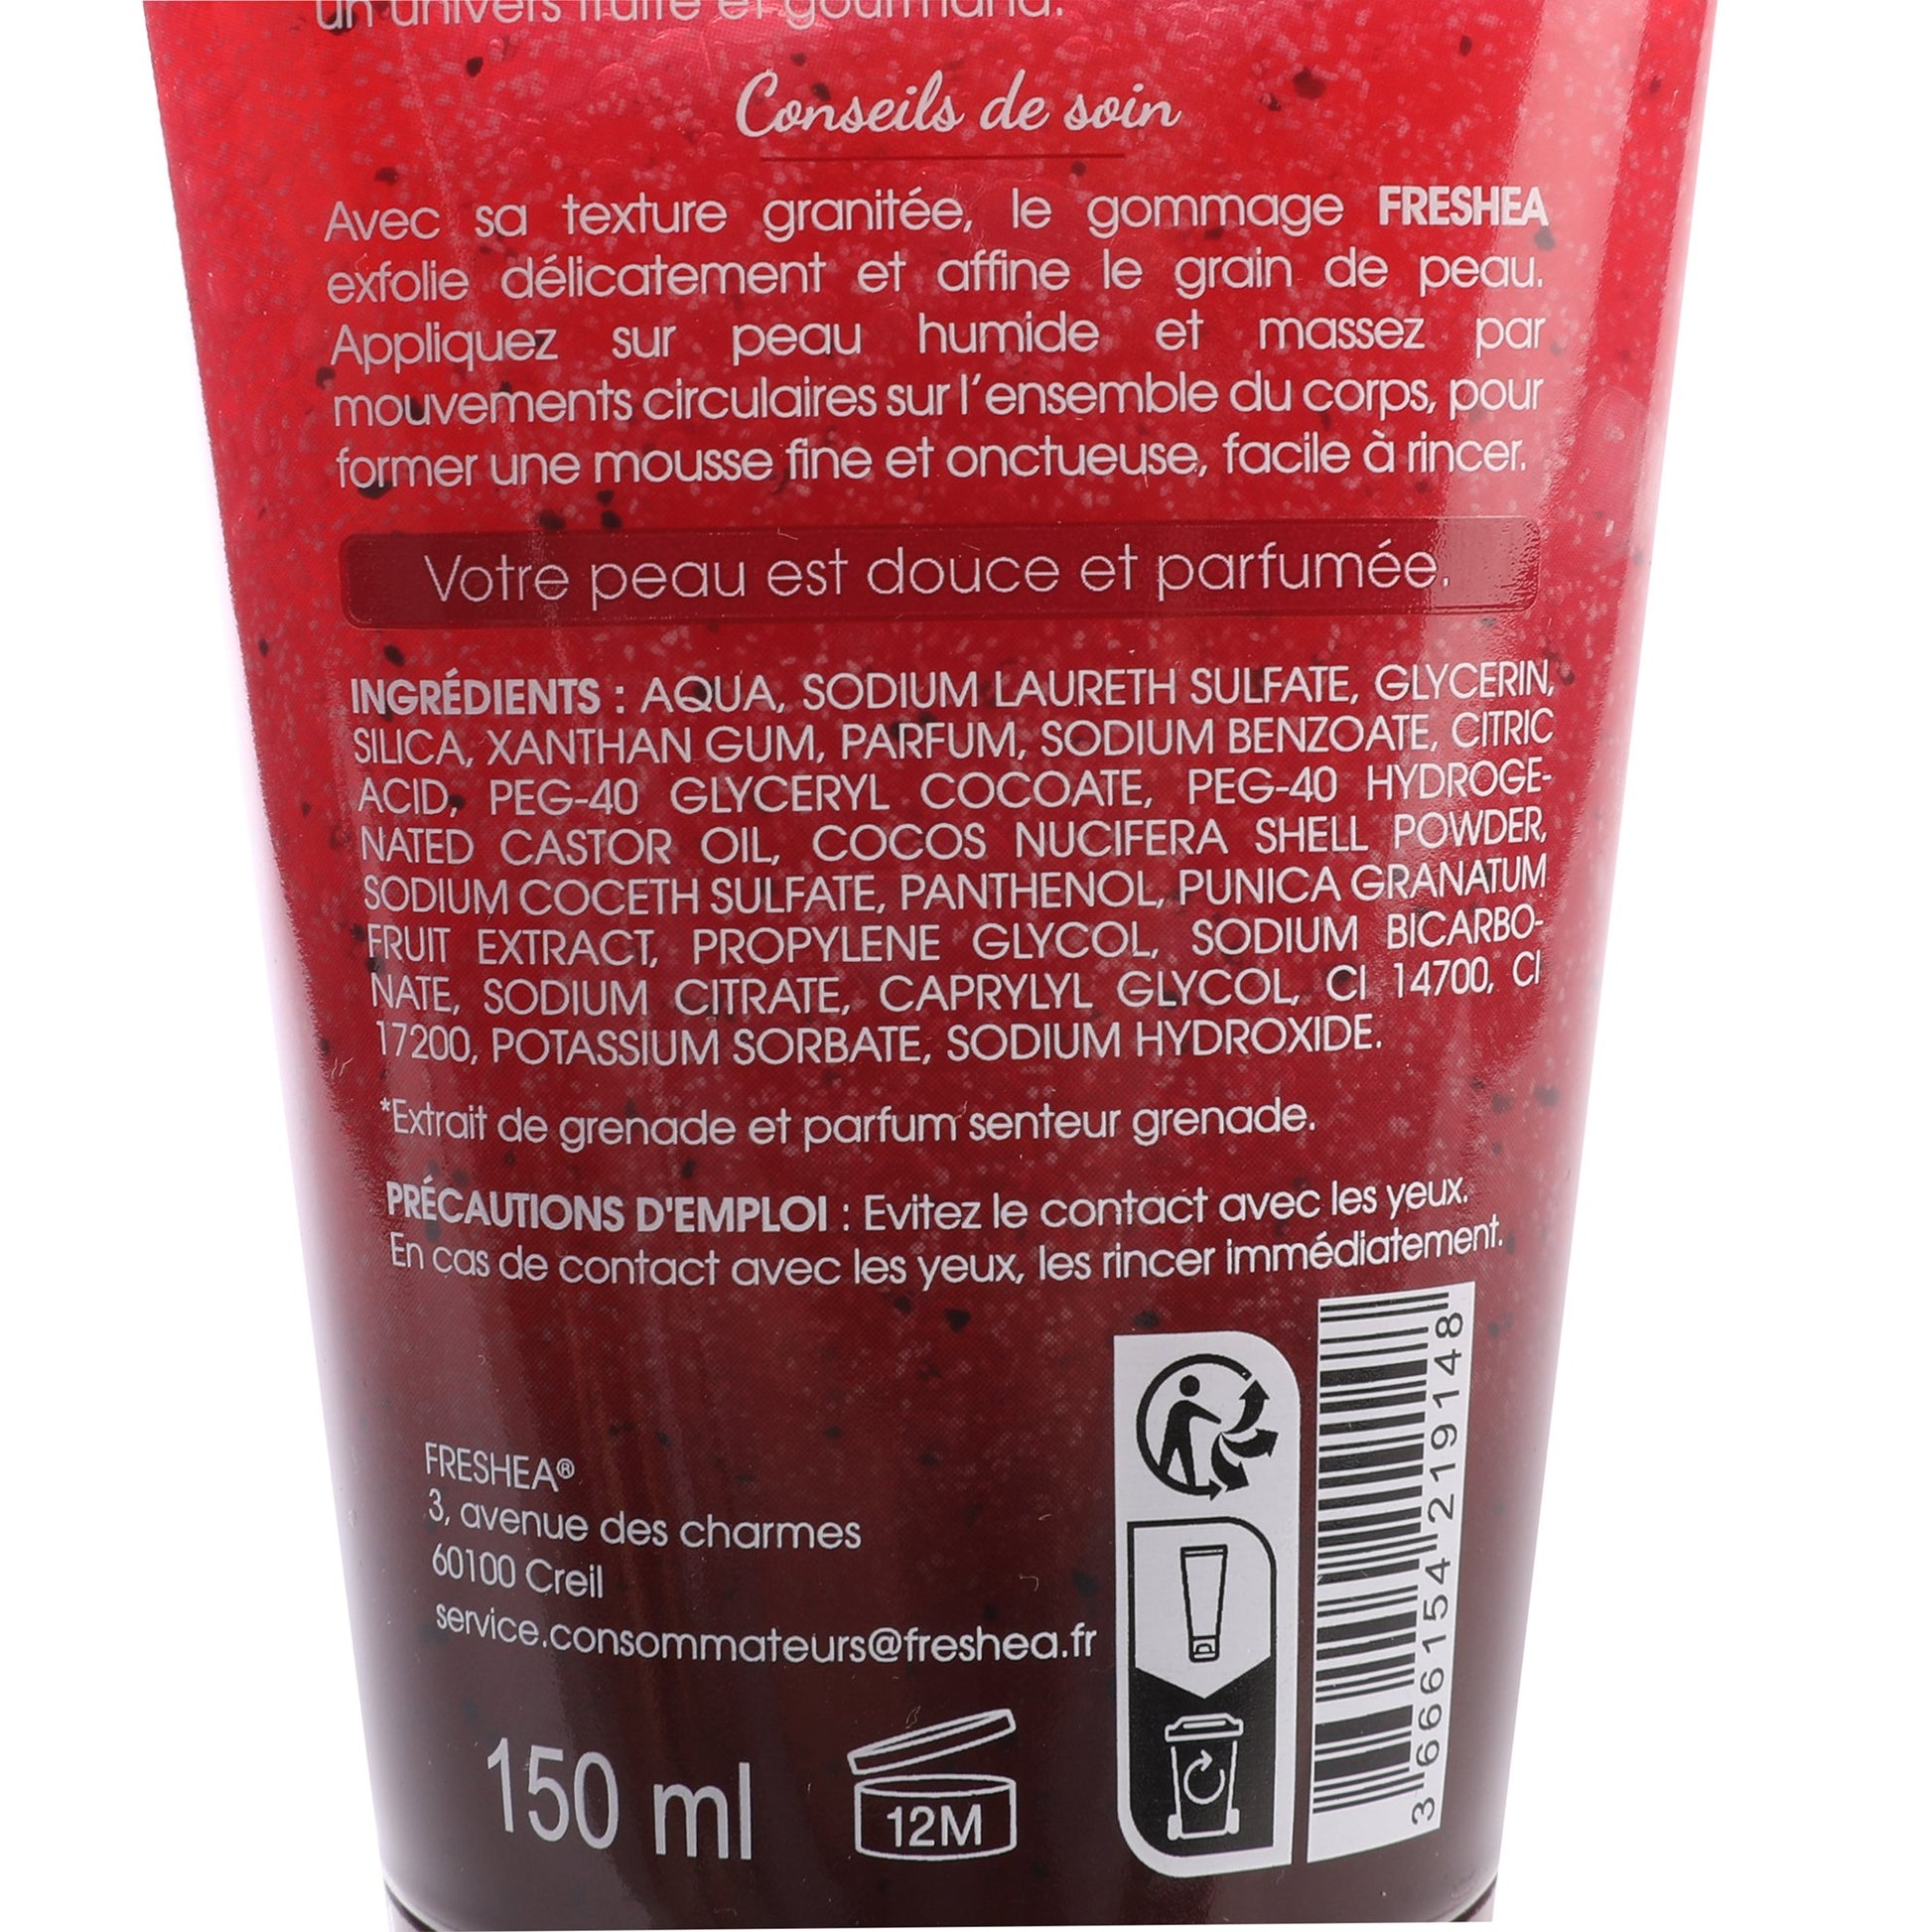 un univers fruité et gourmand.
Conseils de soin
Avec sa texture granitée, le gommage FRESHEA
exfolie délicatement et affine le grain de peau.
Appliquez sur peau humide et massez par
mouvements circulaires sur l'ensemble du corps, pour
former une mousse fine et onctueuse, facile à rincer.
Votre peau est douce et parfumée.
INGRÉDIENTS : AQUA, SODIUM LAURETH SULFATE, GLYCERIN,
SILICA, XANTHAN GUM, PARFUM, SODIUM BENZOATE, CITRIC
ACID, PEG-40 GLYCERYL COCOATE, PEG-40 HYDROGE-
NATED CASTOR OIL, COCOS NUCIFERA SHELL POWDER,
SODIUM COCETH SULFATE, PANTHENOL, PUNICA GRANATUM
FRUIT EXTRACT, PROPYLENE GLYCOL, SODIUM BICARBO-
NATE, SODIUM CITRATE, CAPRYLYL GLYCOL, CI 14700, CI
17200, POTASSIUM SORBATE, SODIUM HYDROXIDE.
*Extrait de grenade et parfum senteur grenade.
PRÉCAUTIONS D'EMPLOI : Evitez le contact avec les yeux.
En cas de contact avec les yeux, les rincer immédiatement.
FRESHEA®
3, avenue des charmes
60100 Creil
service.consommateurs@freshea.fr
150 ml
12M
3 666154 219148